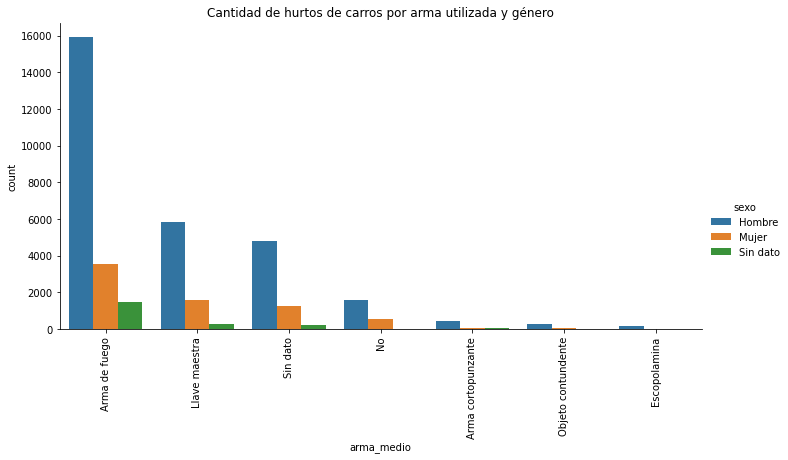 Cantidad de hurtos de carros por arma utilizada y género
16000
14000
12000
10000
8000
6000
4000
2000
0
count
Arma de fuego
Llave maestra
Sin dato
No
Arma cortopunzante
Objeto contundente
Escopolamina
arma_medio
sexo
Hombre
Mujer
Sin dato